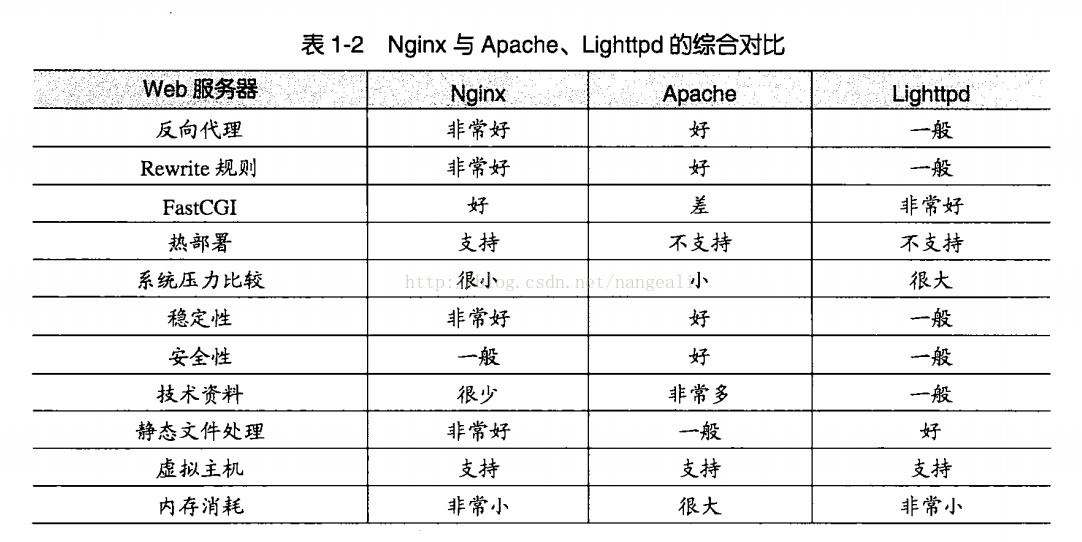 表 1-2 Nginx 与 Apache、Lighttpd 的综合对比
Web 服务器 Nginx Apache Lighttpd
反向代理 非常好 好 一般
Rewrite 规则 非常好 好 一般
FastCGI 好 差 非常好
热部署 支持 不支持 不支持
系统压力比较 很小 小 很大
稳定性 非常好 好 一般
安全性 一般 好 一般
技术资料 很少 非常多 一般
静态文件处理 非常好 一般 好
虚拟主机 支持 支持 支持
内存消耗 非常小 很大 非常小